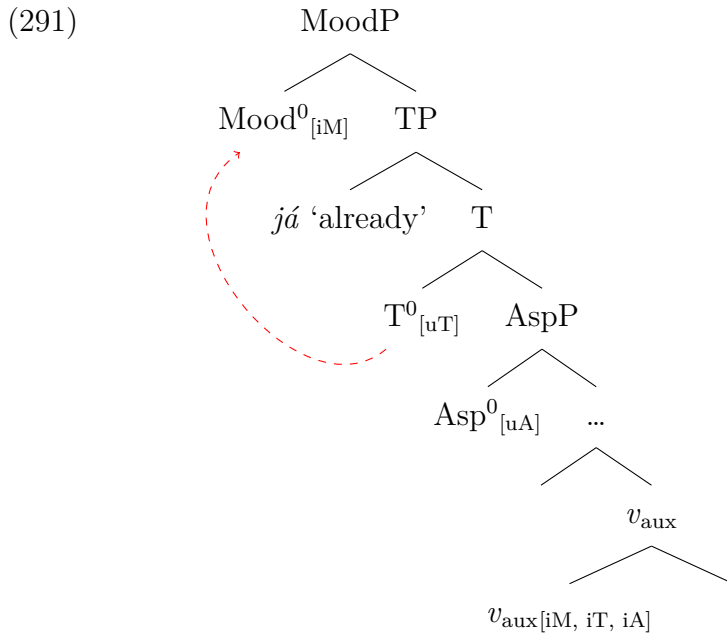 (291) MoodP
Mood⁰[iM] TP
já ‘already’ T
T⁰[uT] AspP
Asp⁰[uA] ...
vaux
vaux[iM, iT, iA]